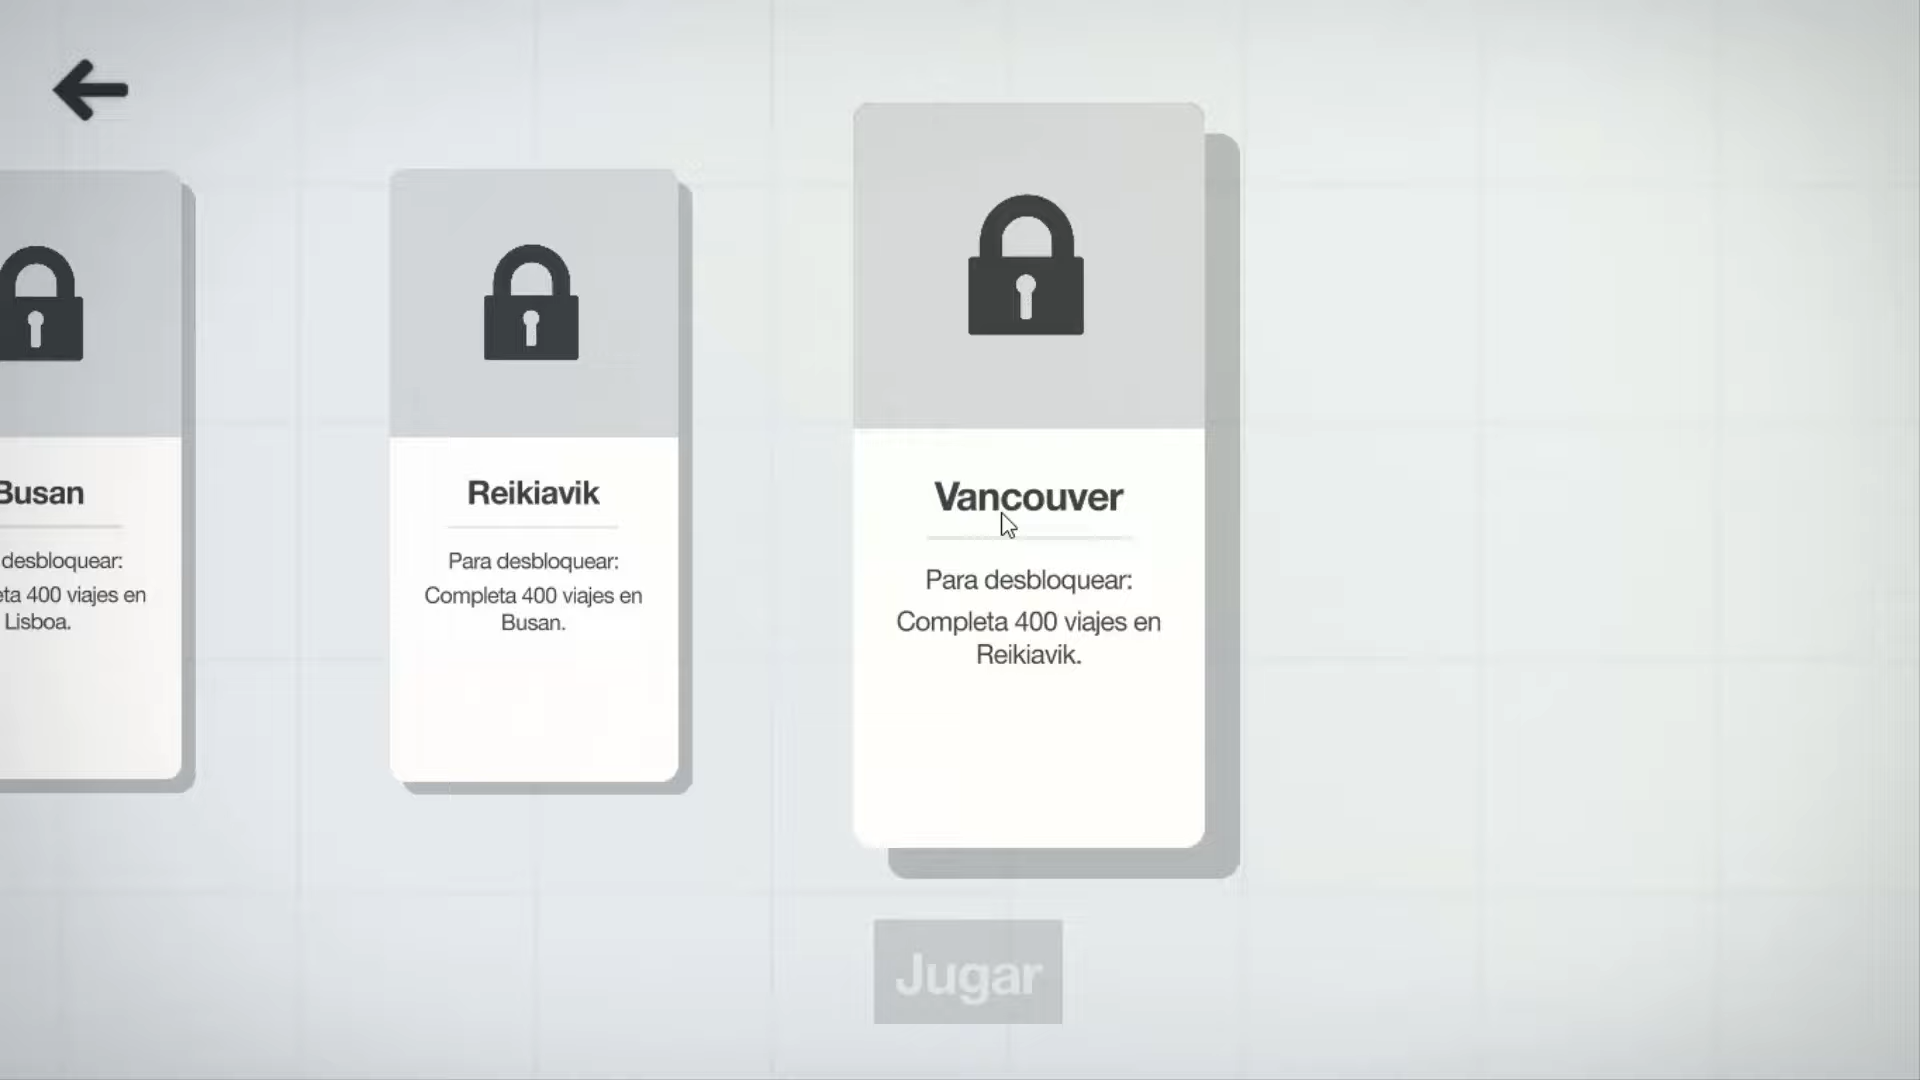 Busan
desbloquear:
400 viajes en
Lisboa.
Reikiavik
Para desbloquear:
Completa 400 viajes en
Busan.
Vancouver
Para desbloquear:
Completa 400 viajes en
Reikiavik.
Jugar